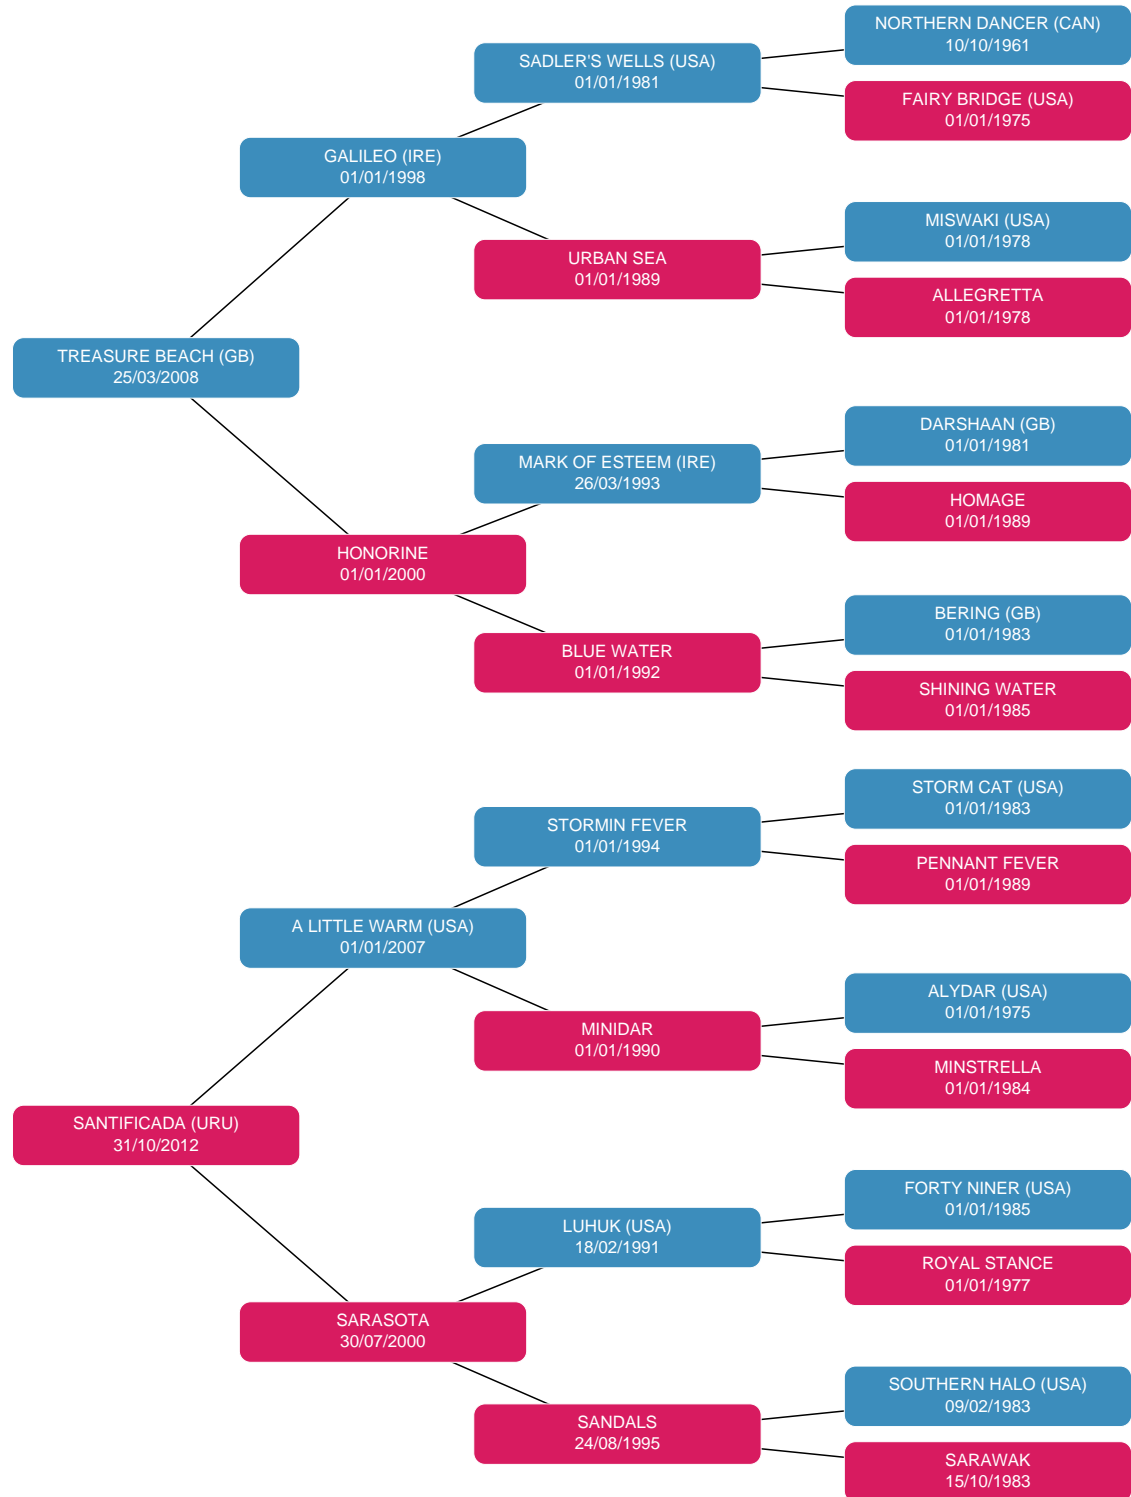 NORTHERN DANCER (CAN)
10/10/1961
SADLER'S WELLS (USA)
01/01/1981
FAIRY BRIDGE (USA)
01/01/1975
GALILEO (IRE)
01/01/1998
MISWAKI (USA)
01/01/1978
URBAN SEA
01/01/1989
ALLEGRETTA
01/01/1978
TREASURE BEACH (GB)
25/03/2008
DARSHAAN (GB)
01/01/1981
MARK OF ESTEEM (IRE)
26/03/1993
HOMAGE
01/01/1989
HONORINE
01/01/2000
BERING (GB)
01/01/1983
BLUE WATER
01/01/1992
SHINING WATER
01/01/1985
STORM CAT (USA)
01/01/1983
STORMIN FEVER
01/01/1994
PENNANT FEVER
01/01/1989
A LITTLE WARM (USA)
01/01/2007
ALYDAR (USA)
01/01/1975
MINIDAR
01/01/1990
MINSTRELLA
01/01/1984
SANTIFICADA (URU)
31/10/2012
FORTY NINER (USA)
01/01/1985
LUHUK (USA)
18/02/1991
ROYAL STANCE
01/01/1977
SARASOTA
30/07/2000
SOUTHERN HALO (USA)
09/02/1983
SANDALS
24/08/1995
SARAWAK
15/10/1983